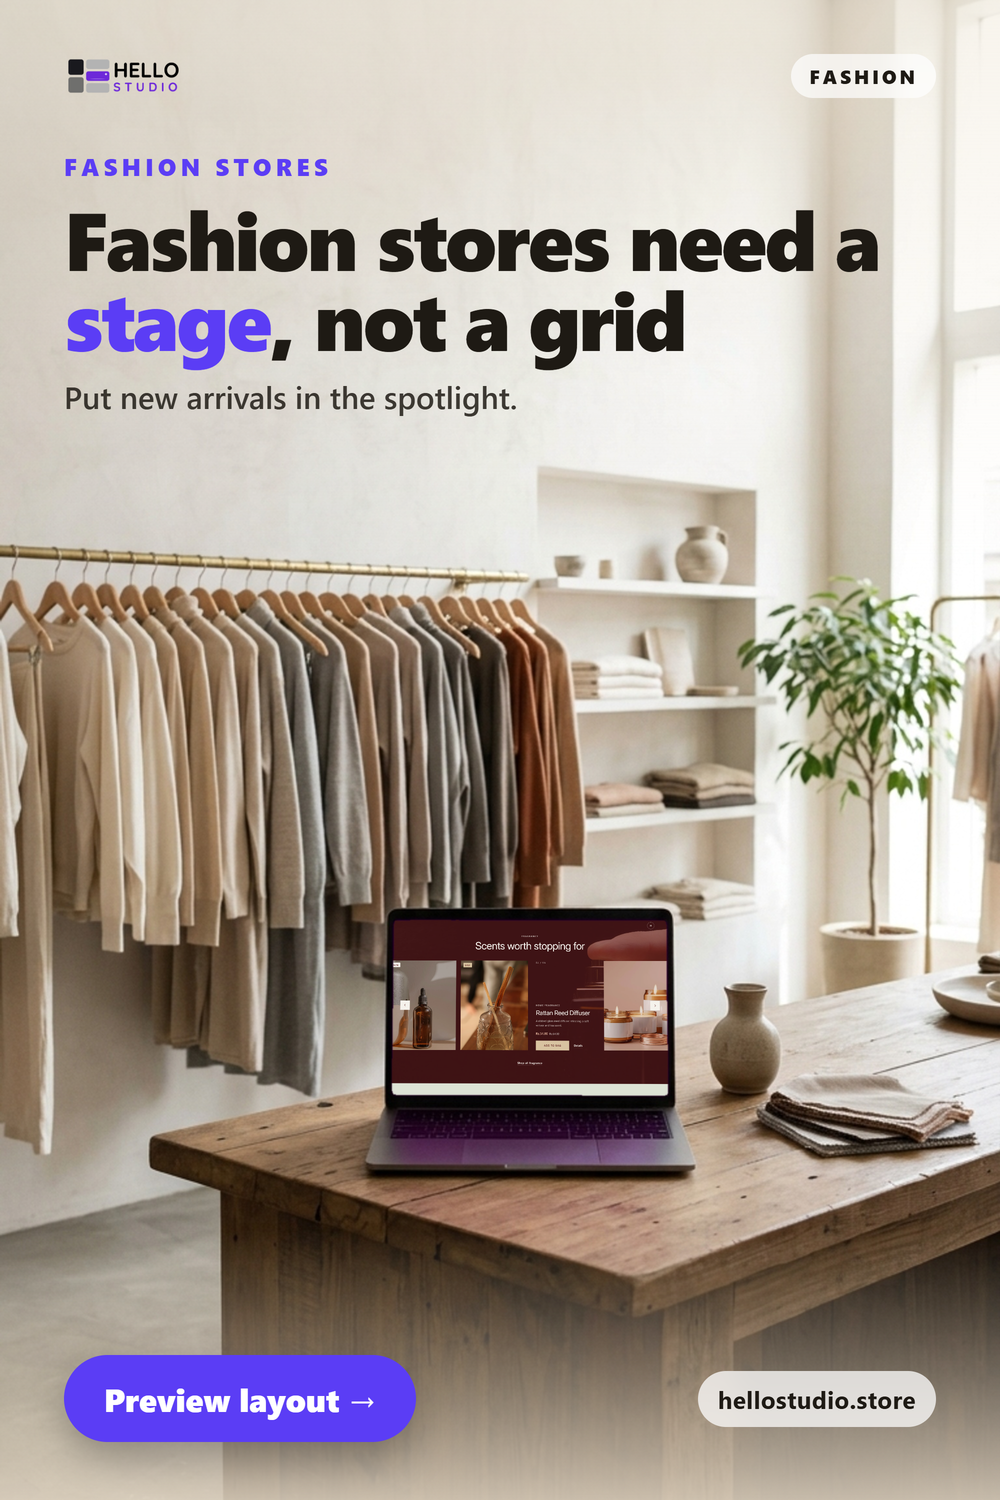 HELLO
STUDIO
FASHION
FASHION STORES
Fashion stores need a
stage, not a grid
Put new arrivals in the spotlight.
Scents worth stopping for
Rattan Reed Diffuser
Preview layout →
hellostudio.store